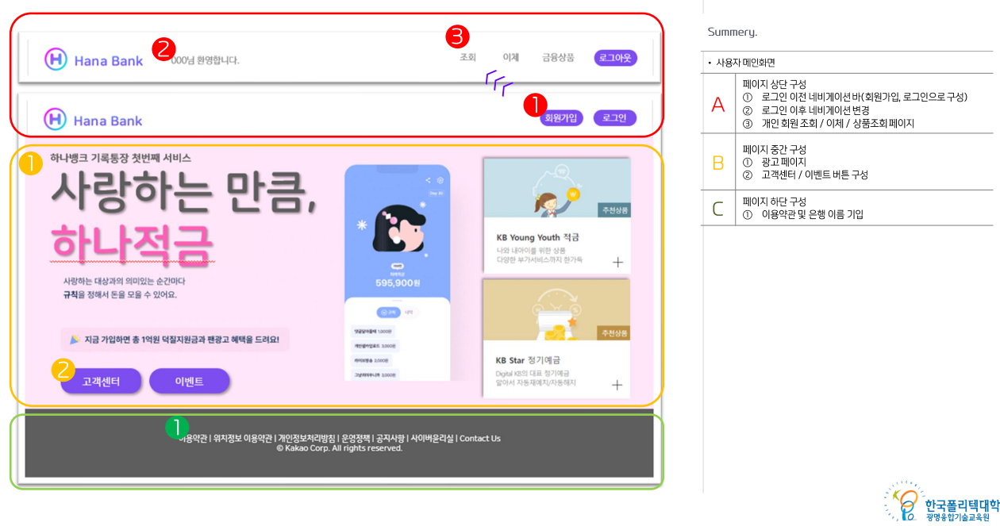 Summery.
• 사용자 메인화면
A
페이지 상단 구성
① 로그인 이전 네비게이션 바(회원가입, 로그인으로 구성)
② 로그인 이후 네비게이션 변경
③ 개인 회원 조회 / 이체 / 상품조회 페이지
B
페이지 중간 구성
① 광고 페이지
② 고객센터 / 이벤트 버튼 구성
C
페이지 하단 구성
① 이용약관 및 은행 이름 기입
2
3
H Hana Bank
000님 환영합니다.
조회 이체 금융상품 로그아웃
1
H Hana Bank
회원가입 로그인
1
하나뱅크 기록통장 첫번째 서비스
사랑하는 만큼,
하나적금
사랑하는 대상과의 의미있는 순간마다
규칙을 정해서 돈을 모을 수 있어요.
지금 가입하면 총 1억원 덕질지원금과 팬광고 혜택을 드려요!
2
고객센터 이벤트
595,900원
규칙
추천상품
KB Young Youth 적금
나와 내아이를 위한 상품
다양한 부가서비스까지 한가득
추천상품
KB Star 정기예금
Digital KB의 대표 정기예금
알아서 자동재예치/자동해지
1
이용약관 | 위치정보 이용약관 | 개인정보처리방침 | 운영정책 | 공지사항 | 사이버윤리실 | Contact Us
© Kakao Corp. All rights reserved.
한국폴리텍대학
광명융합기술교육원